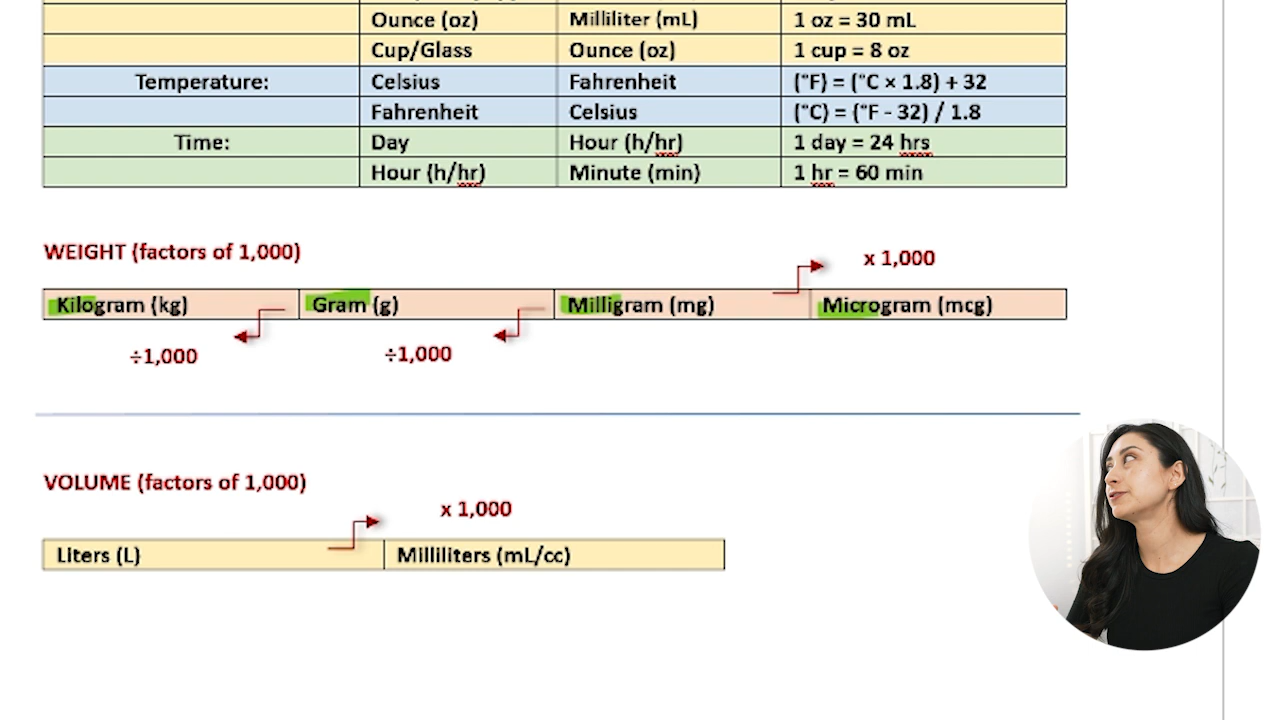 Ounce (oz) Milliliter (mL) 1 oz = 30 mL
Cup/Glass Ounce (oz) 1 cup = 8 oz
Temperature: Celsius Fahrenheit (°F) = (°C × 1.8) + 32
Fahrenheit Celsius (°C) = (°F - 32) / 1.8
Time: Day Hour (h/hr) 1 day = 24 hrs
Hour (h/hr) Minute (min) 1 hr = 60 min
WEIGHT (factors of 1,000)
x 1,000
Kilogram (kg) Gram (g) Milligram (mg) Microgram (mcg)
÷1,000 ÷1,000
VOLUME (factors of 1,000)
x 1,000
Liters (L) Milliliters (mL/cc)